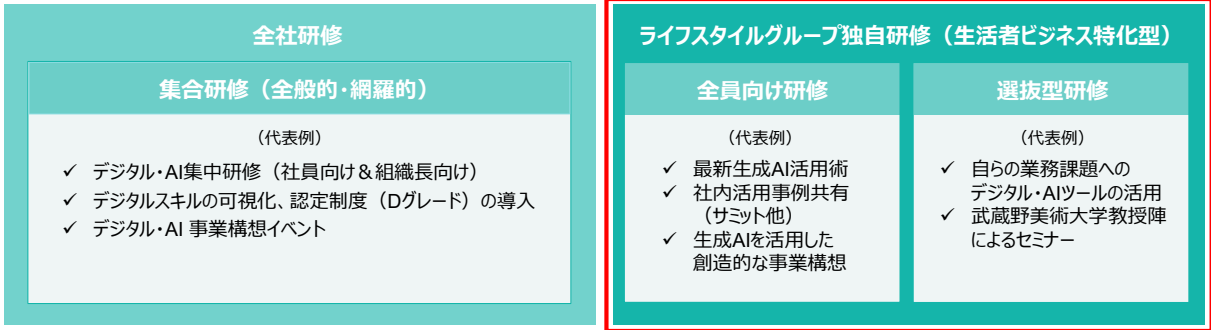 全社研修
集合研修（全般的・網羅的）
（代表例）
✓ デジタル・AI集中研修（社員向け＆組織長向け）
✓ デジタルスキルの可視化、認定制度（Dグレード）の導入
✓ デジタル・AI 事業構想イベント
ライフスタイルグループ独自研修（生活者ビジネス特化型）
全員向け研修
（代表例）
✓ 最新生成AI活用術
✓ 社内活用事例共有
（サミット他）
✓ 生成AIを活用した
創造的な事業構想
選抜型研修
（代表例）
✓ 自らの業務課題への
デジタル・AIツールの活用
✓ 武蔵野美術大学教授陣
によるセミナー